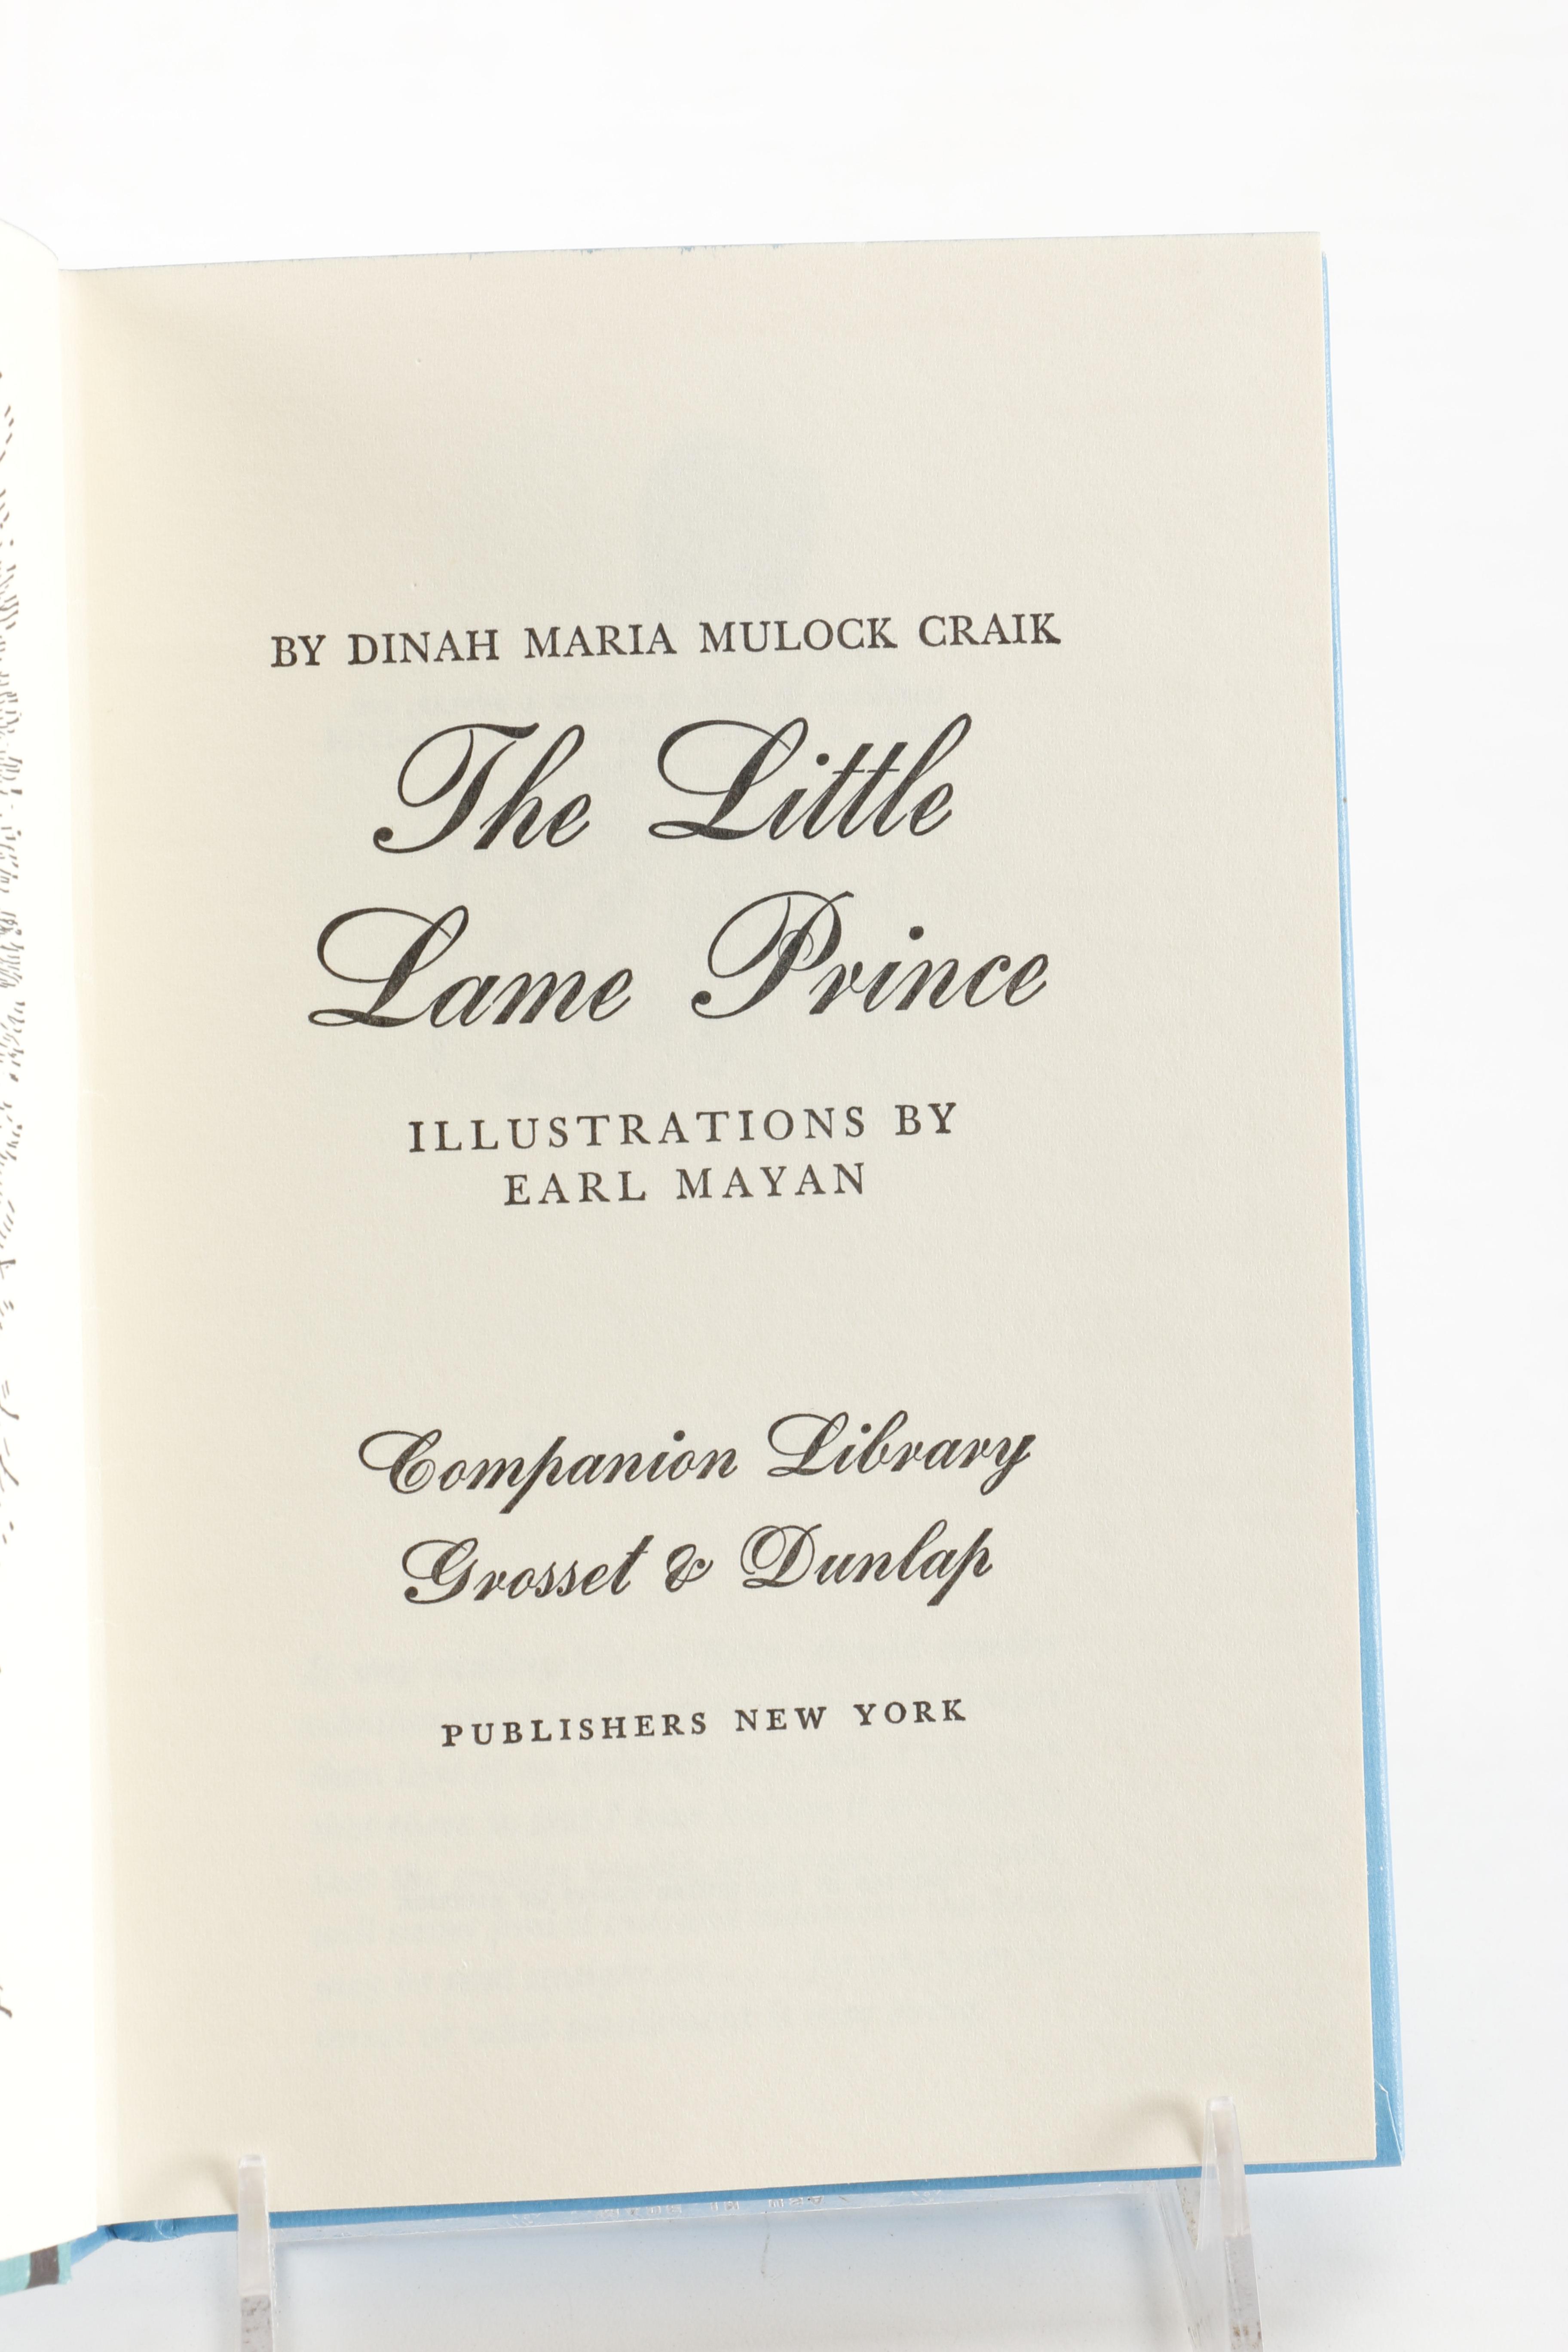 BY DINAH MARIA MULOCK CRAIK
The Little
Lame Prince
ILLUSTRATIONS BY
EARL MAYAN
Companion Library
Grosset & Dunlap
PUBLISHERS NEW YORK